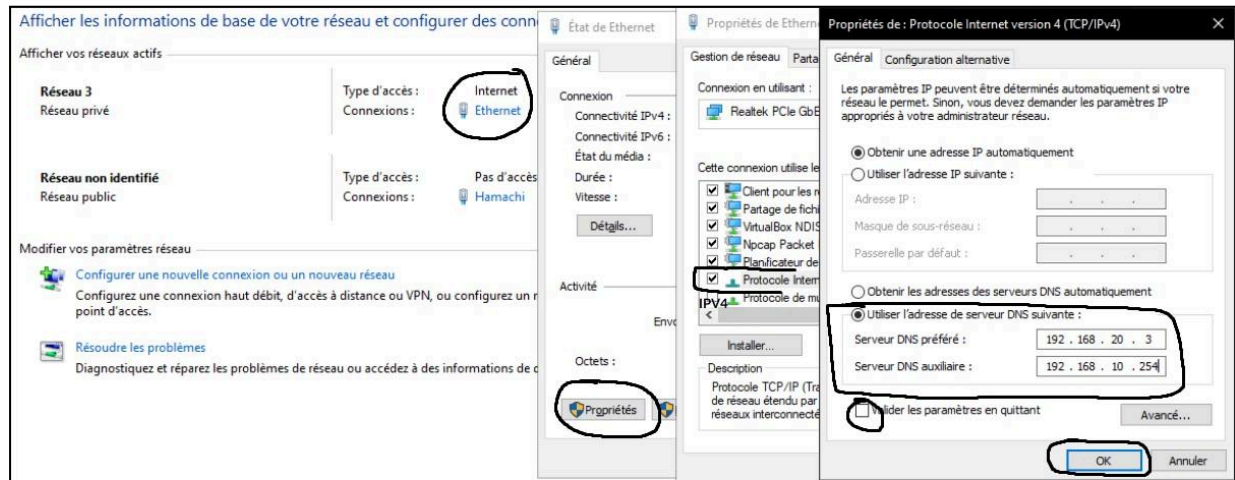 Afficher les informations de base de votre réseau et configurer des conn
Afficher vos réseaux actifs
Réseau 3
Réseau privé
Type d'accès : Internet
Connexions : Ethernet
Réseau non identifié
Réseau public
Type d'accès : Pas d'accès
Connexions : Hamachi
Modifier vos paramètres réseau
Configurer une nouvelle connexion ou un nouveau réseau
Configurez une connexion haut débit, d'accès à distance ou VPN, ou configurez un r
point d'accès.
Résoudre les problèmes
Diagnostiquez et réparez les problèmes de réseau ou accédez à des informations de d
État de Ethernet
Général
Connexion
Connectivité IPv4 :
Connectivité IPv6 :
État du média :
Durée :
Vitesse :
Détails...
Activité
Envo
Octets :
Propriétés
Propriétés de Ethern
Gestion de réseau Parta
Connexion en utilisant :
Realtek PCIe GbE
Cette connexion utilise le
Client pour les r
Partage de fichi
VirtualBox NDIS
Npcap Packet
Planificateur de
Protocole Intern
IPV4
Protocole de mu
Installer...
Description
Protocole TCP/IP (Tra
de réseau étendu par
réseaux interconnecté
Propriétés de : Protocole Internet version 4 (TCP/IPv4)
Général Configuration alternative
Les paramètres IP peuvent être déterminés automatiquement si votre
réseau le permet. Sinon, vous devez demander les paramètres IP
appropriés à votre administrateur réseau.
Obtenir une adresse IP automatiquement
Utiliser l'adresse IP suivante :
Adresse IP :
Masque de sous-réseau :
Passerelle par défaut :
Obtenir les adresses des serveurs DNS automatiquement
Utiliser l'adresse de serveur DNS suivante :
Serveur DNS préféré : 192 . 168 . 20 . 3
Serveur DNS auxiliaire : 192 . 168 . 10 . 254
Valider les paramètres en quittant
Avancé...
OK Annuler